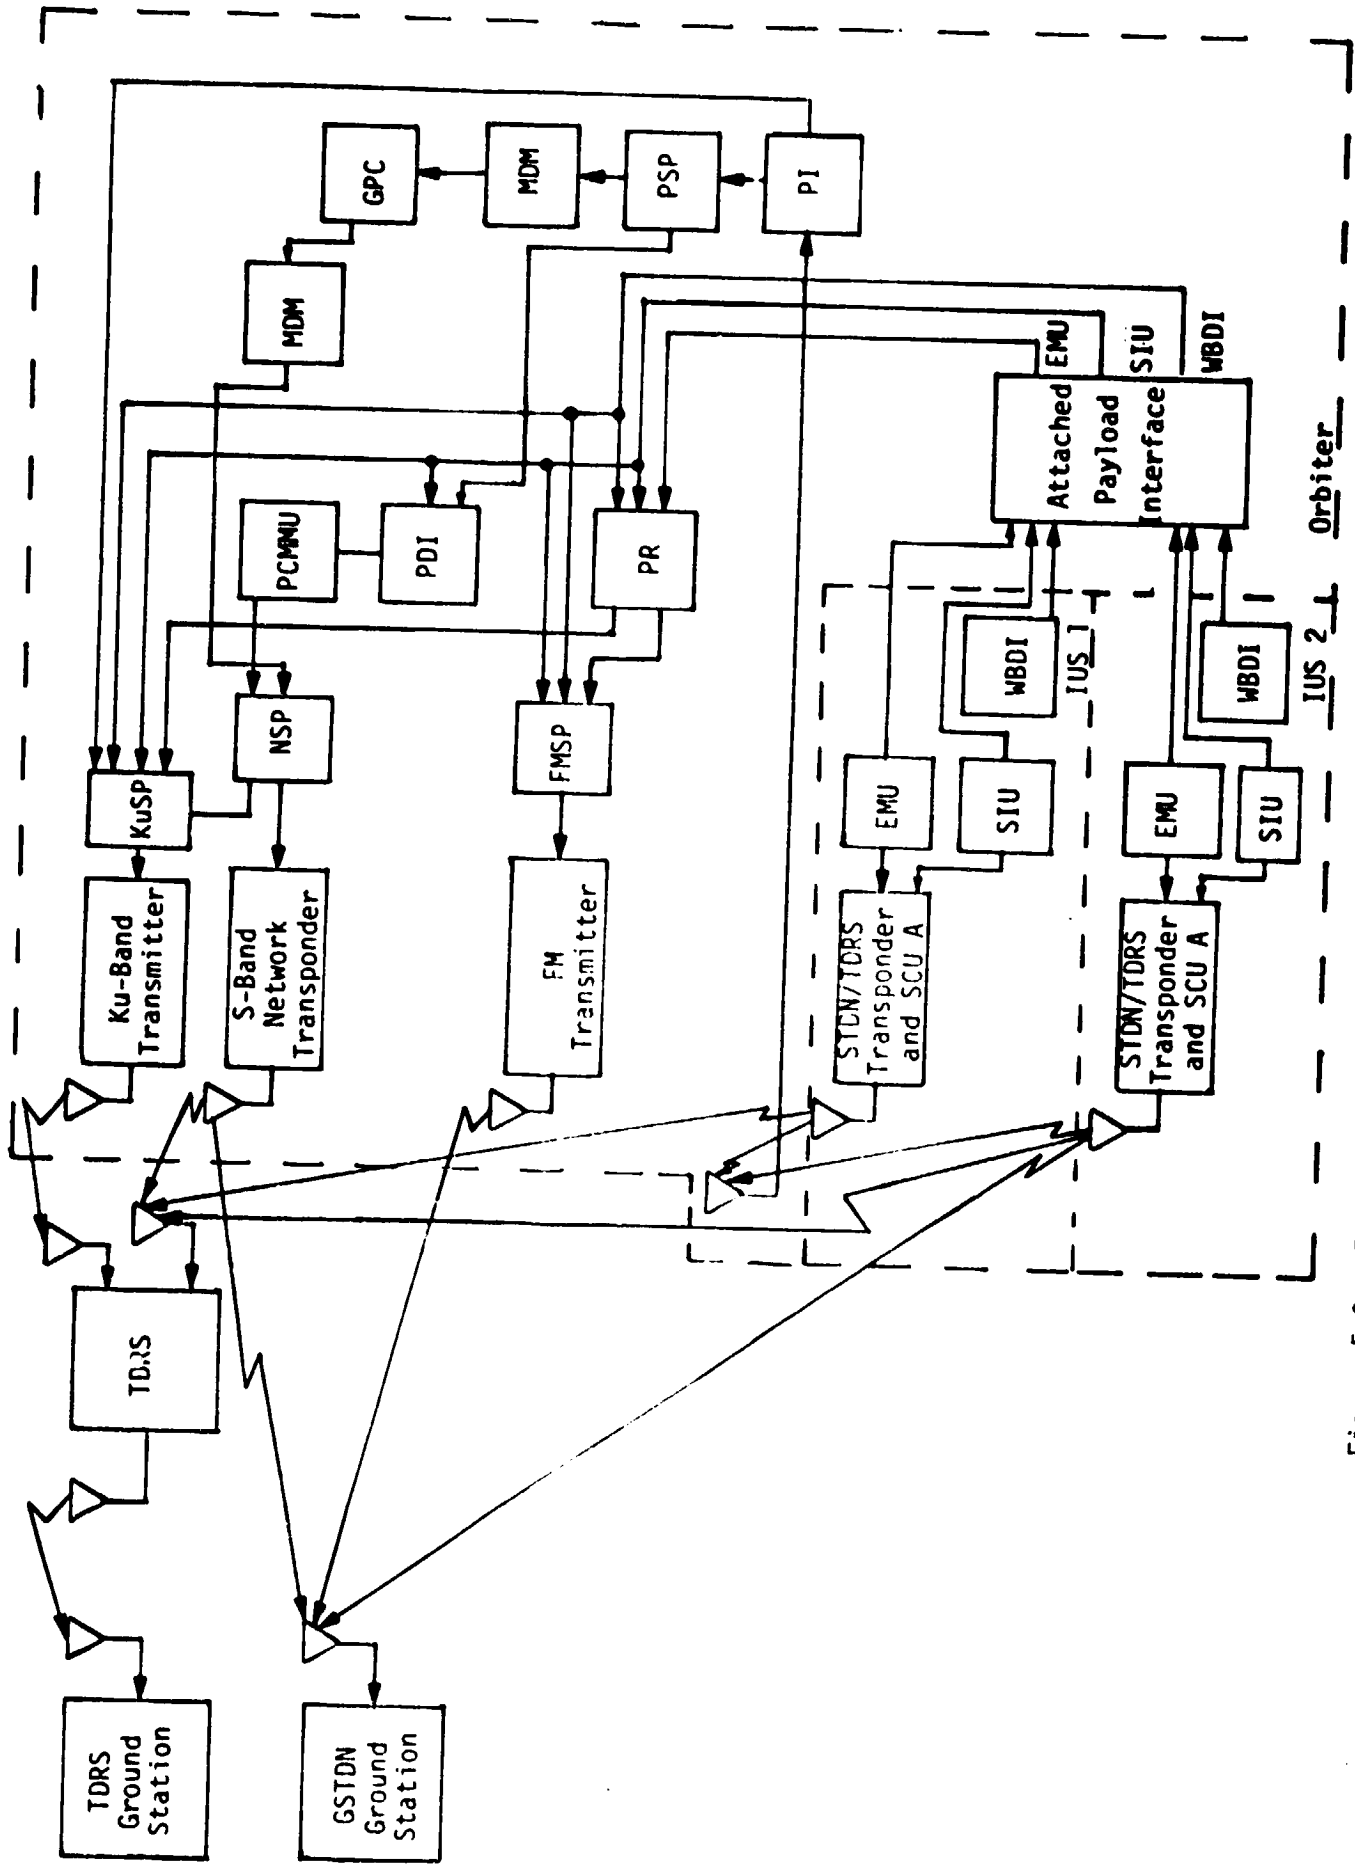 TDRS
Ground
Station
GSTDN
Ground
Station
TDRS
Ku-Band
Transmitter
S-Band
Network
Transponder
FM
Transmitter
STDN/TDRS
Transponder
and SCU A
STDN/TDRS
Transponder
and SCU A
KuSP
NSP
FMSP
EMU
SIU
EMU
SIU
WBDI
IUS 1
WBDI
IUS 2
PCMMU
PDI
PR
Attached
Payload
Interface
EMU
SIU
WBDI
Orbiter
MDM
GPC
MDM
PSP
PI